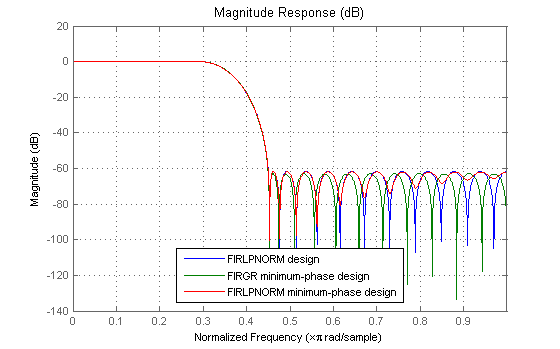 Magnitude Response (dB)
20
0
-20
-40
-60
-80
-100
-120
-140
Magnitude (dB)
FIRLPNORM design
FIRGR minimum-phase design
FIRLPNORM minimum-phase design
0 0.1 0.2 0.3 0.4 0.5 0.6 0.7 0.8 0.9
Normalized Frequency (×π rad/sample)